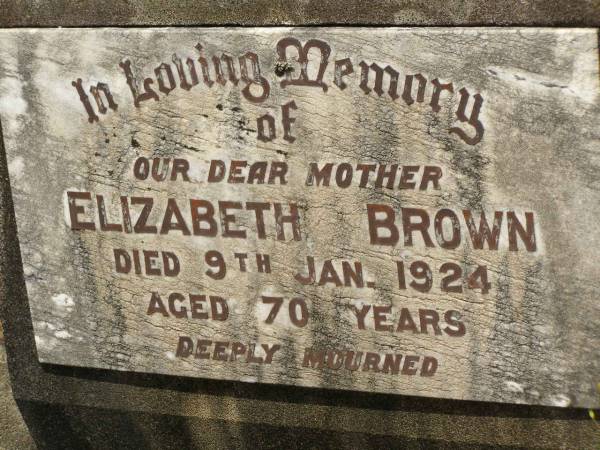 In Loving Memory
of
OUR DEAR MOTHER
ELIZABETH BROWN
DIED 9TH JAN. 1924
AGED 70 YEARS
DEEPLY MOURNED